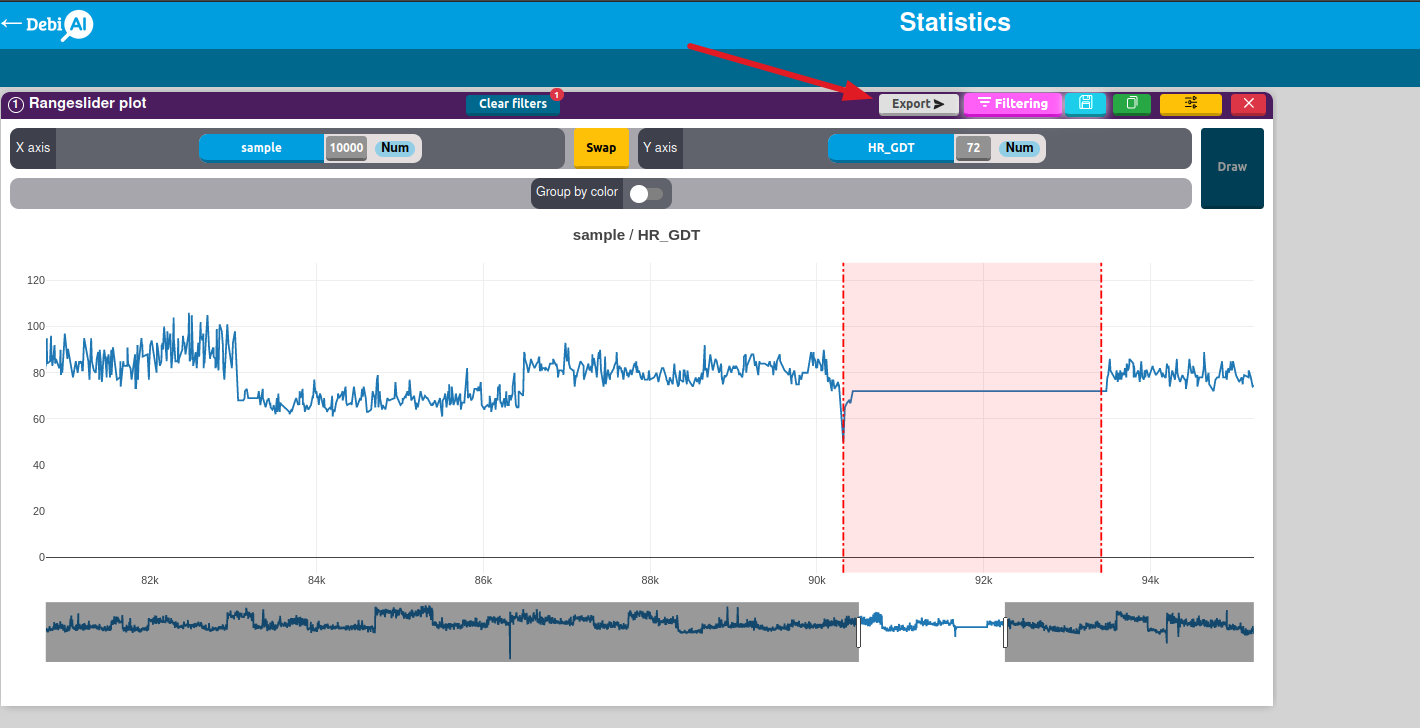 ← Debi AI
Statistics
1 Rangeslider plot
Clear filters 1
Export
Filtering
X axis sample 10000 Num Swap Y axis HR_GDT 72 Num Draw
Group by color
sample / HR_GDT
120
100
80
60
40
20
0
82k 84k 86k 88k 90k 92k 94k